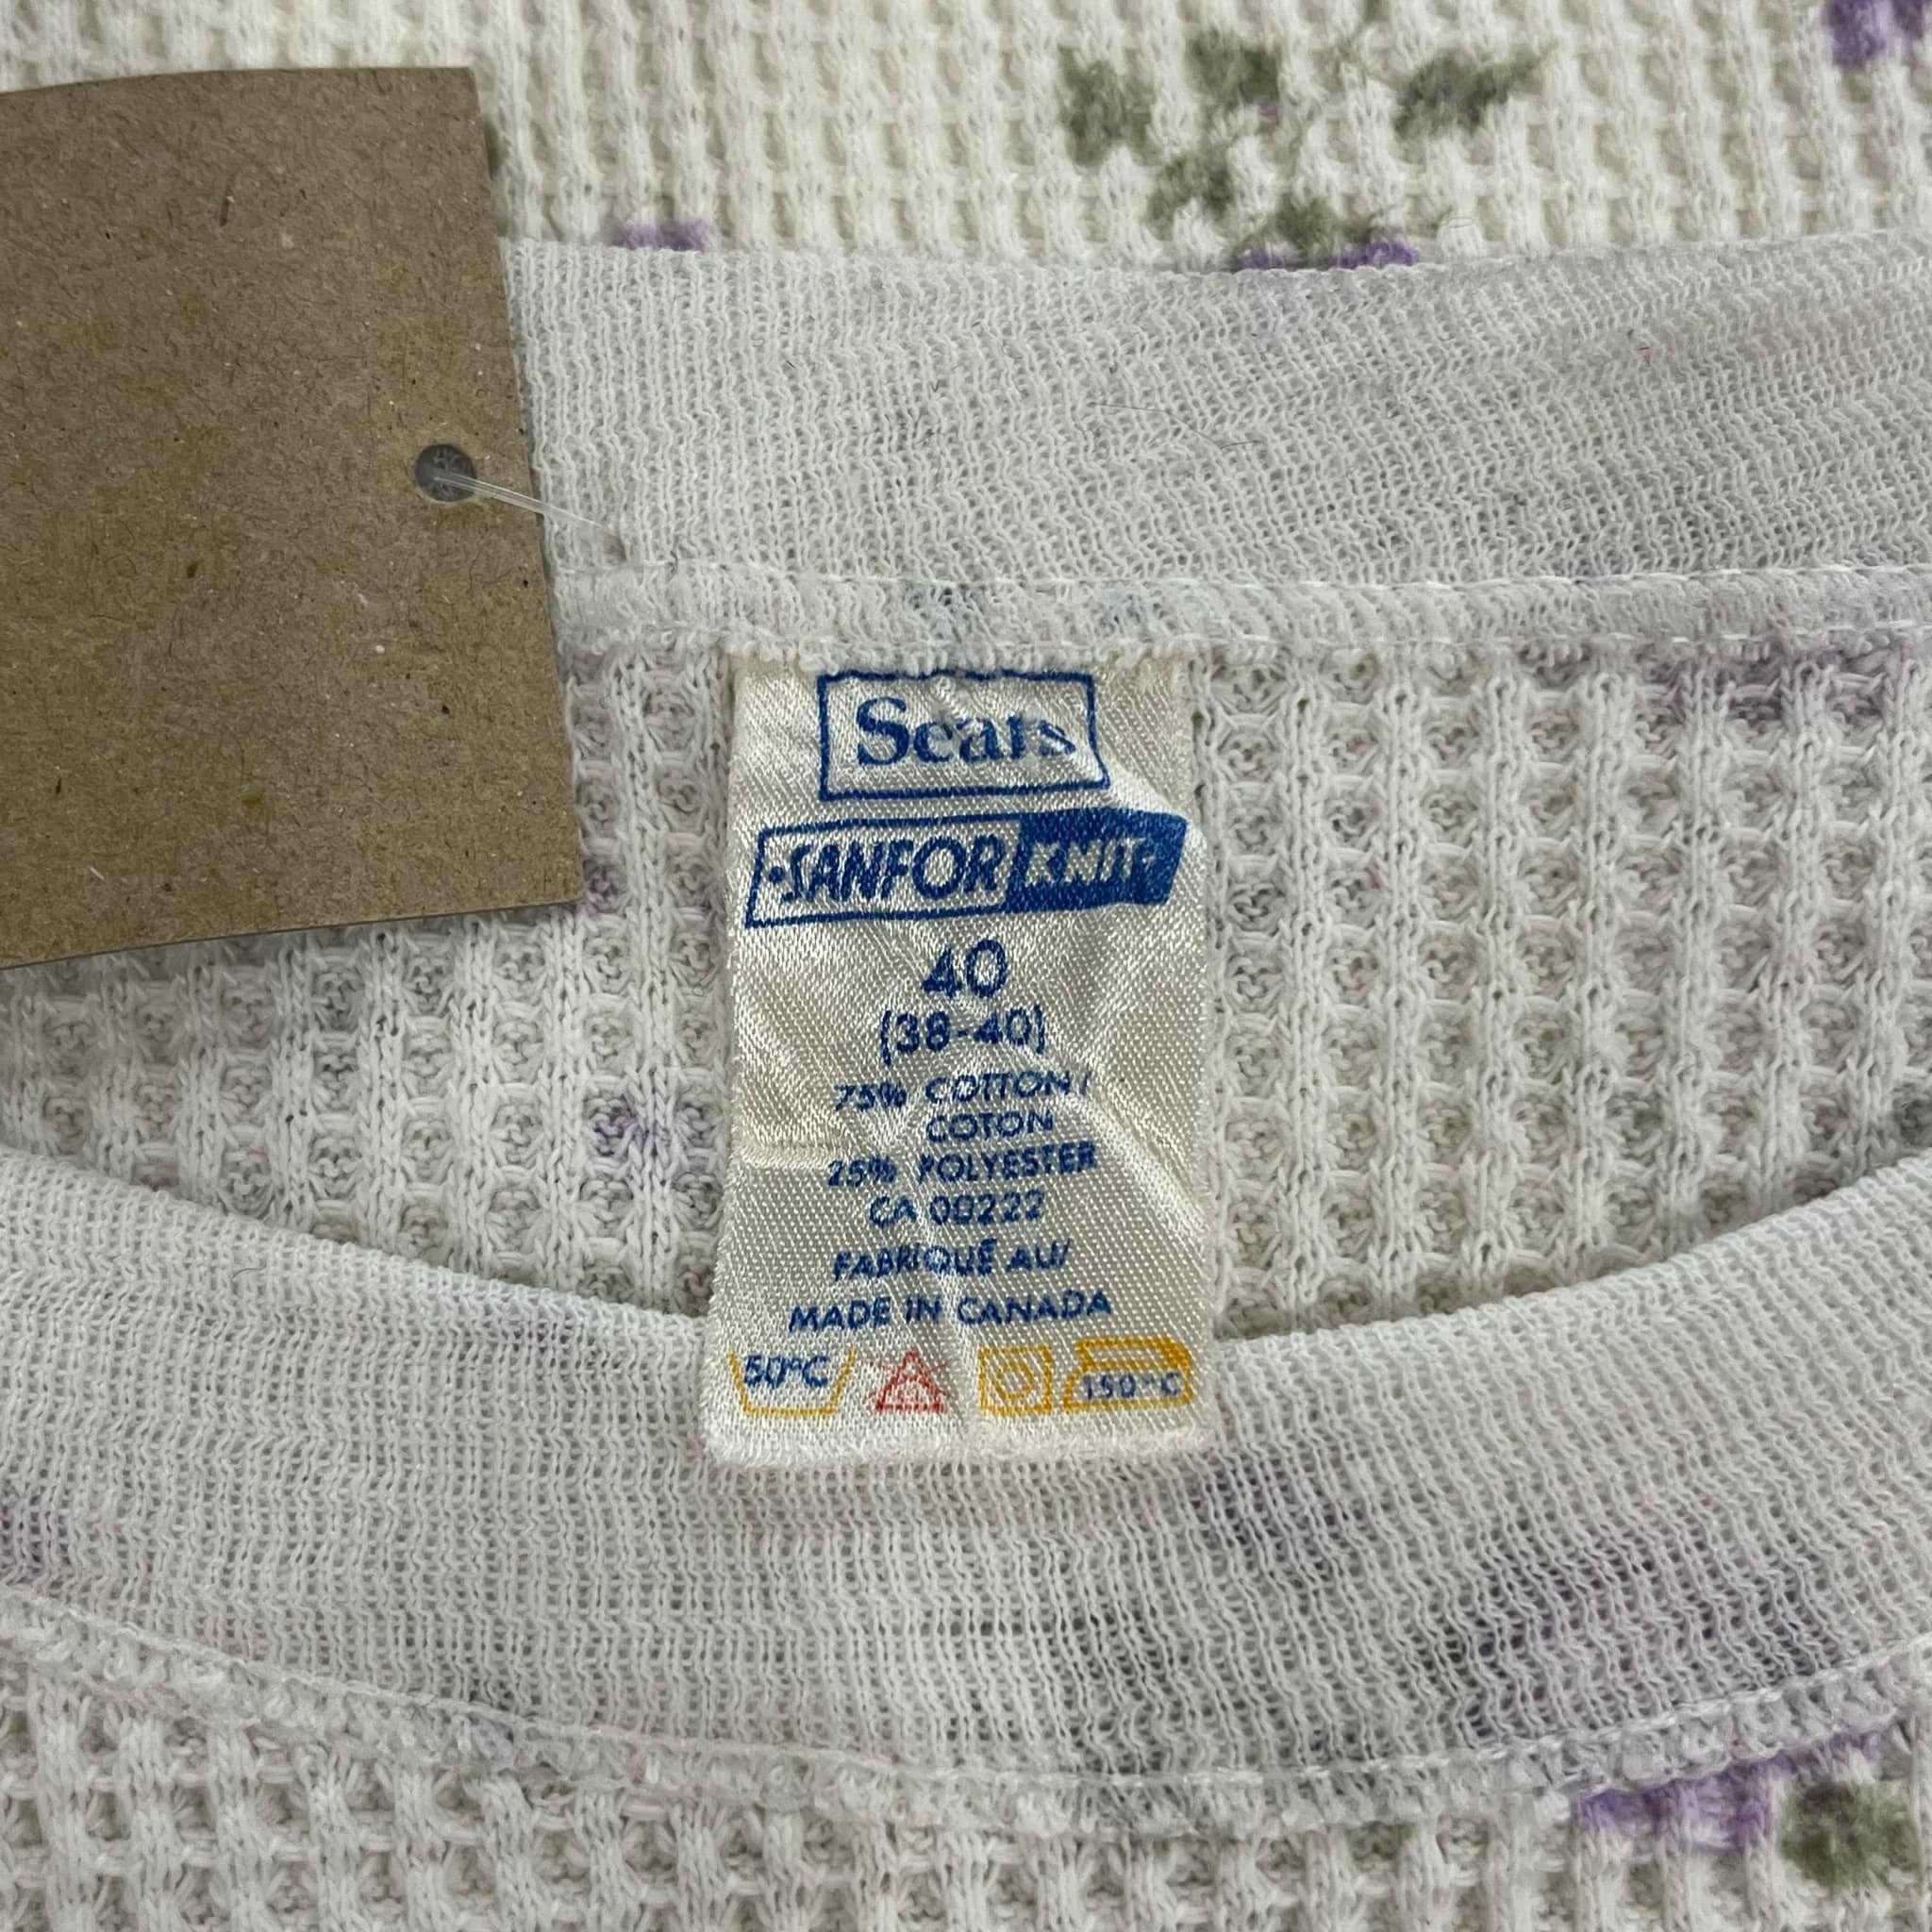 Sears
·SANFOR KNIT·
40
(38-40)
75% COTTON/
COTON
25% POLYESTER
CA 00222
FABRIQUÉ AU/
MADE IN CANADA
50°C 150°C